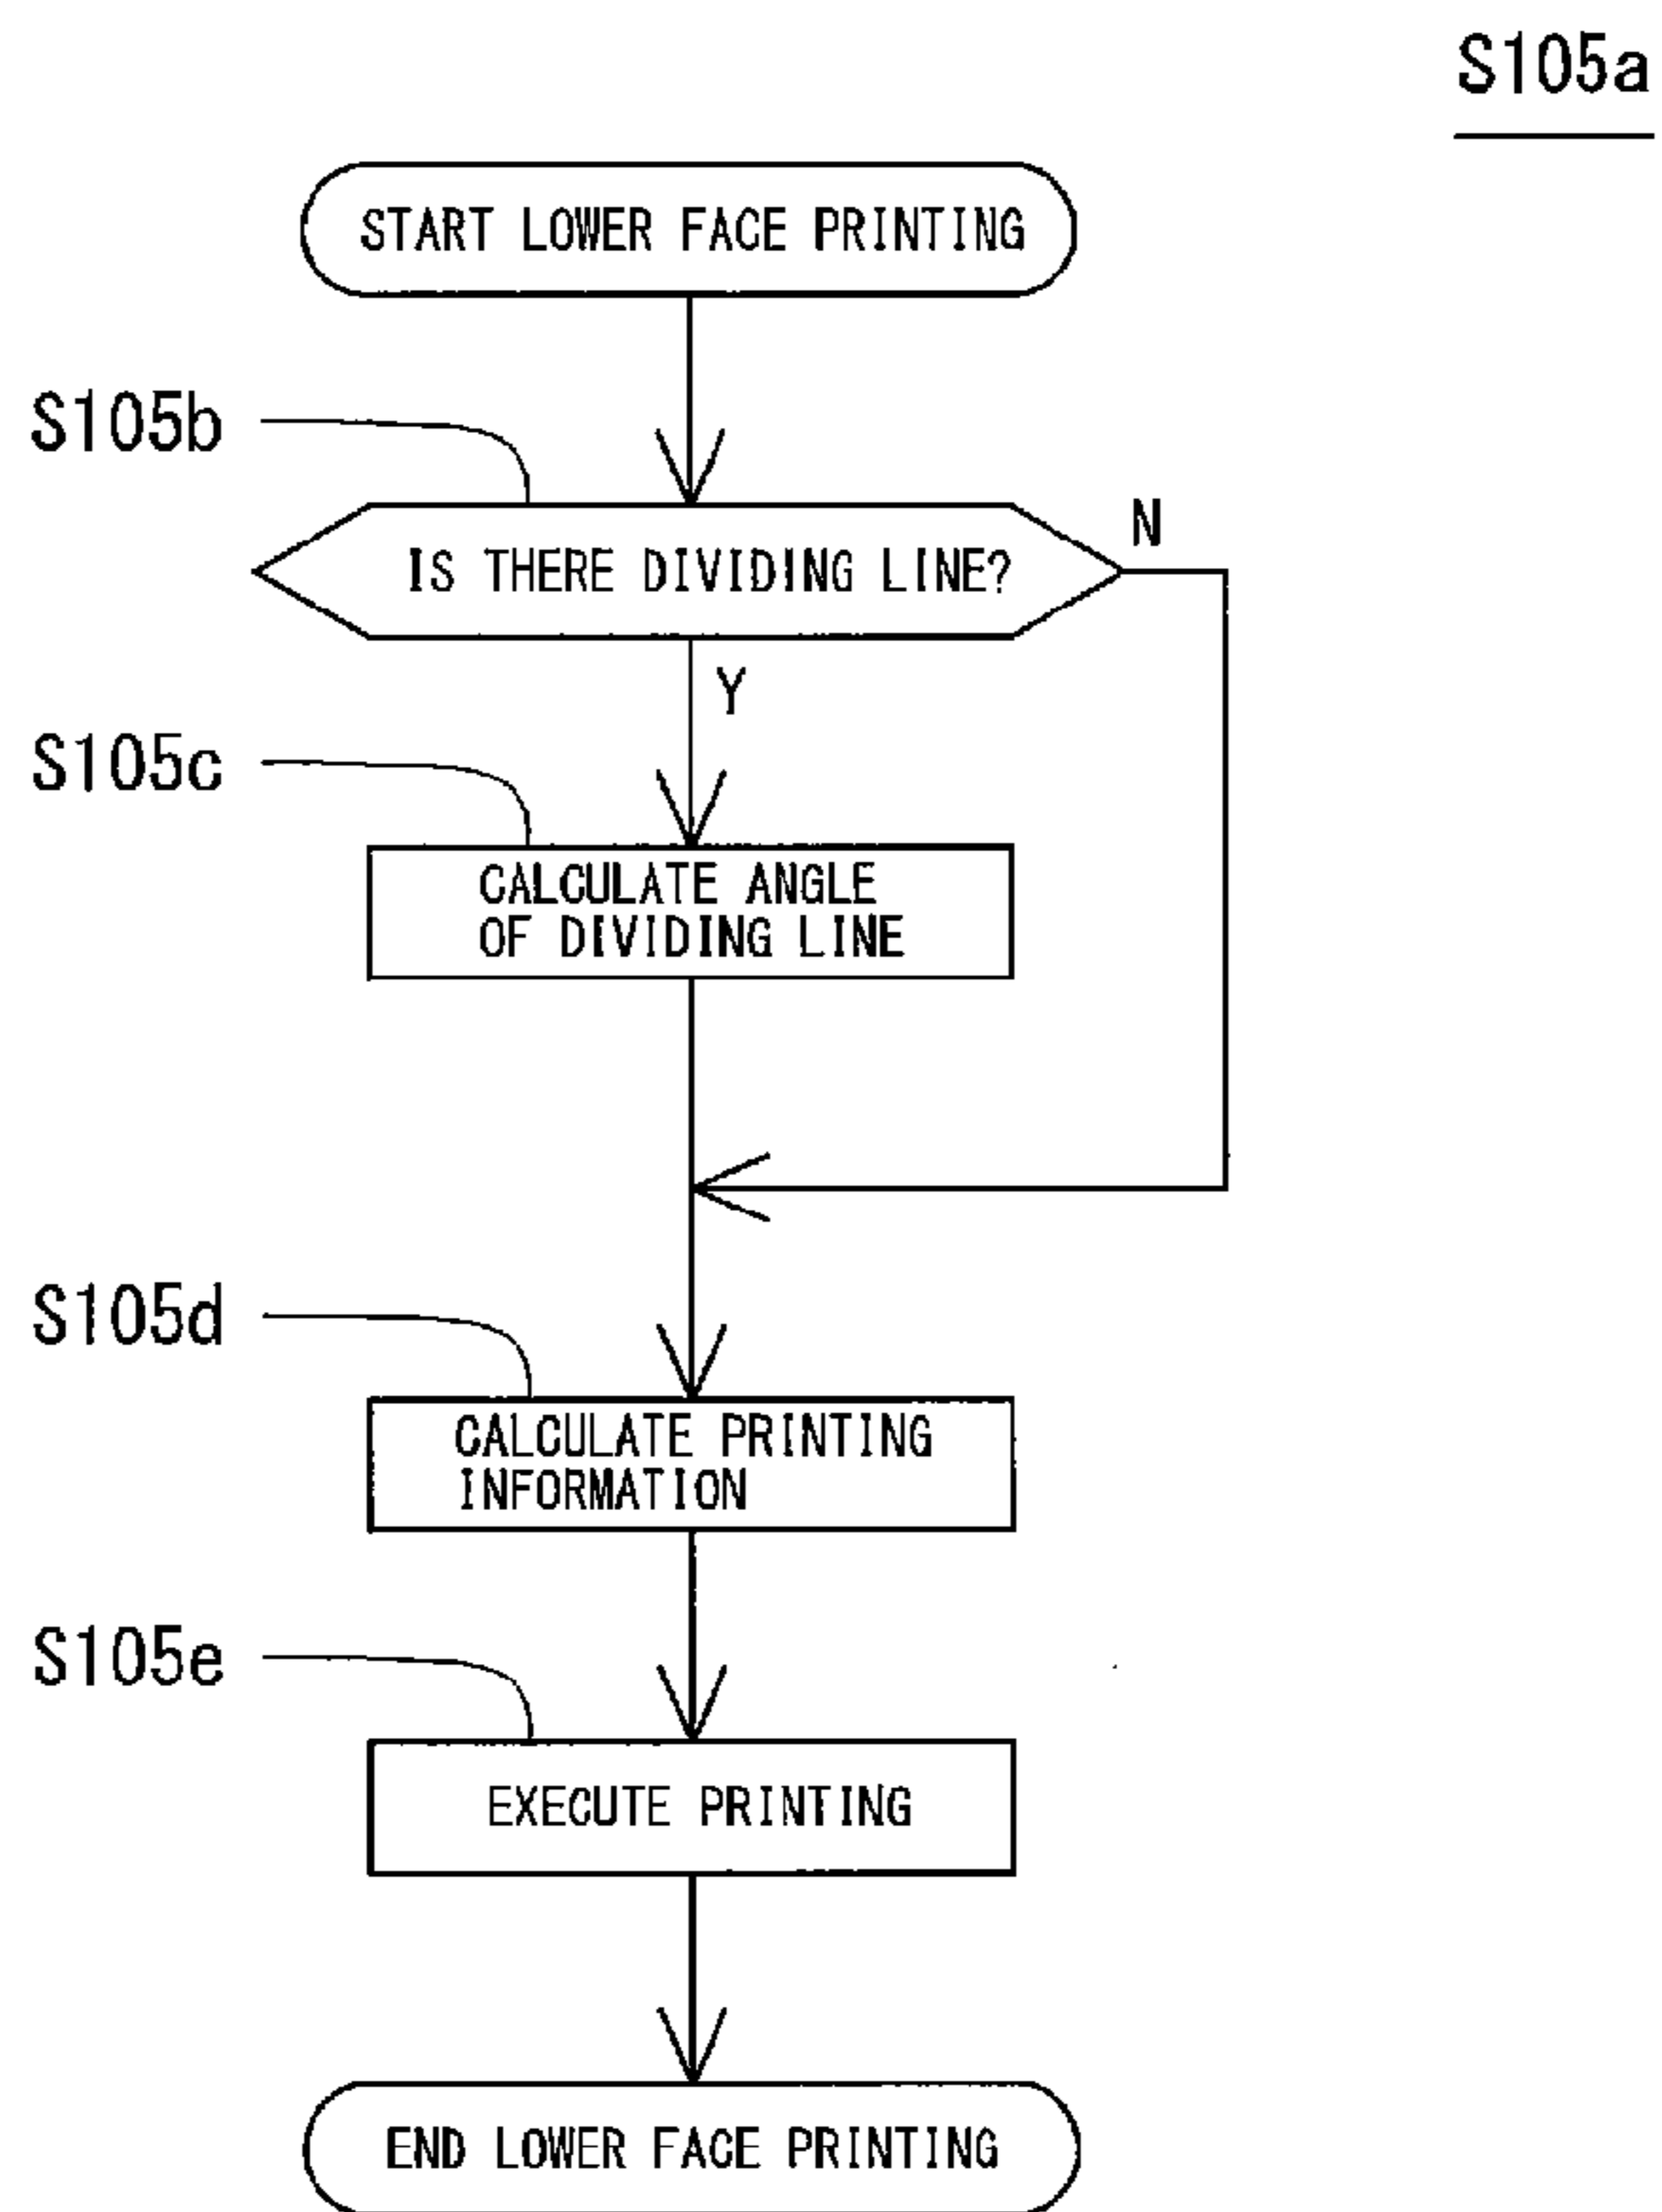 S105a
START LOWER FACE PRINTING
S105b
IS THERE DIVIDING LINE?
N
Y
S105c
CALCULATE ANGLE
OF DIVIDING LINE
S105d
CALCULATE PRINTING
INFORMATION
S105e
EXECUTE PRINTING
END LOWER FACE PRINTING